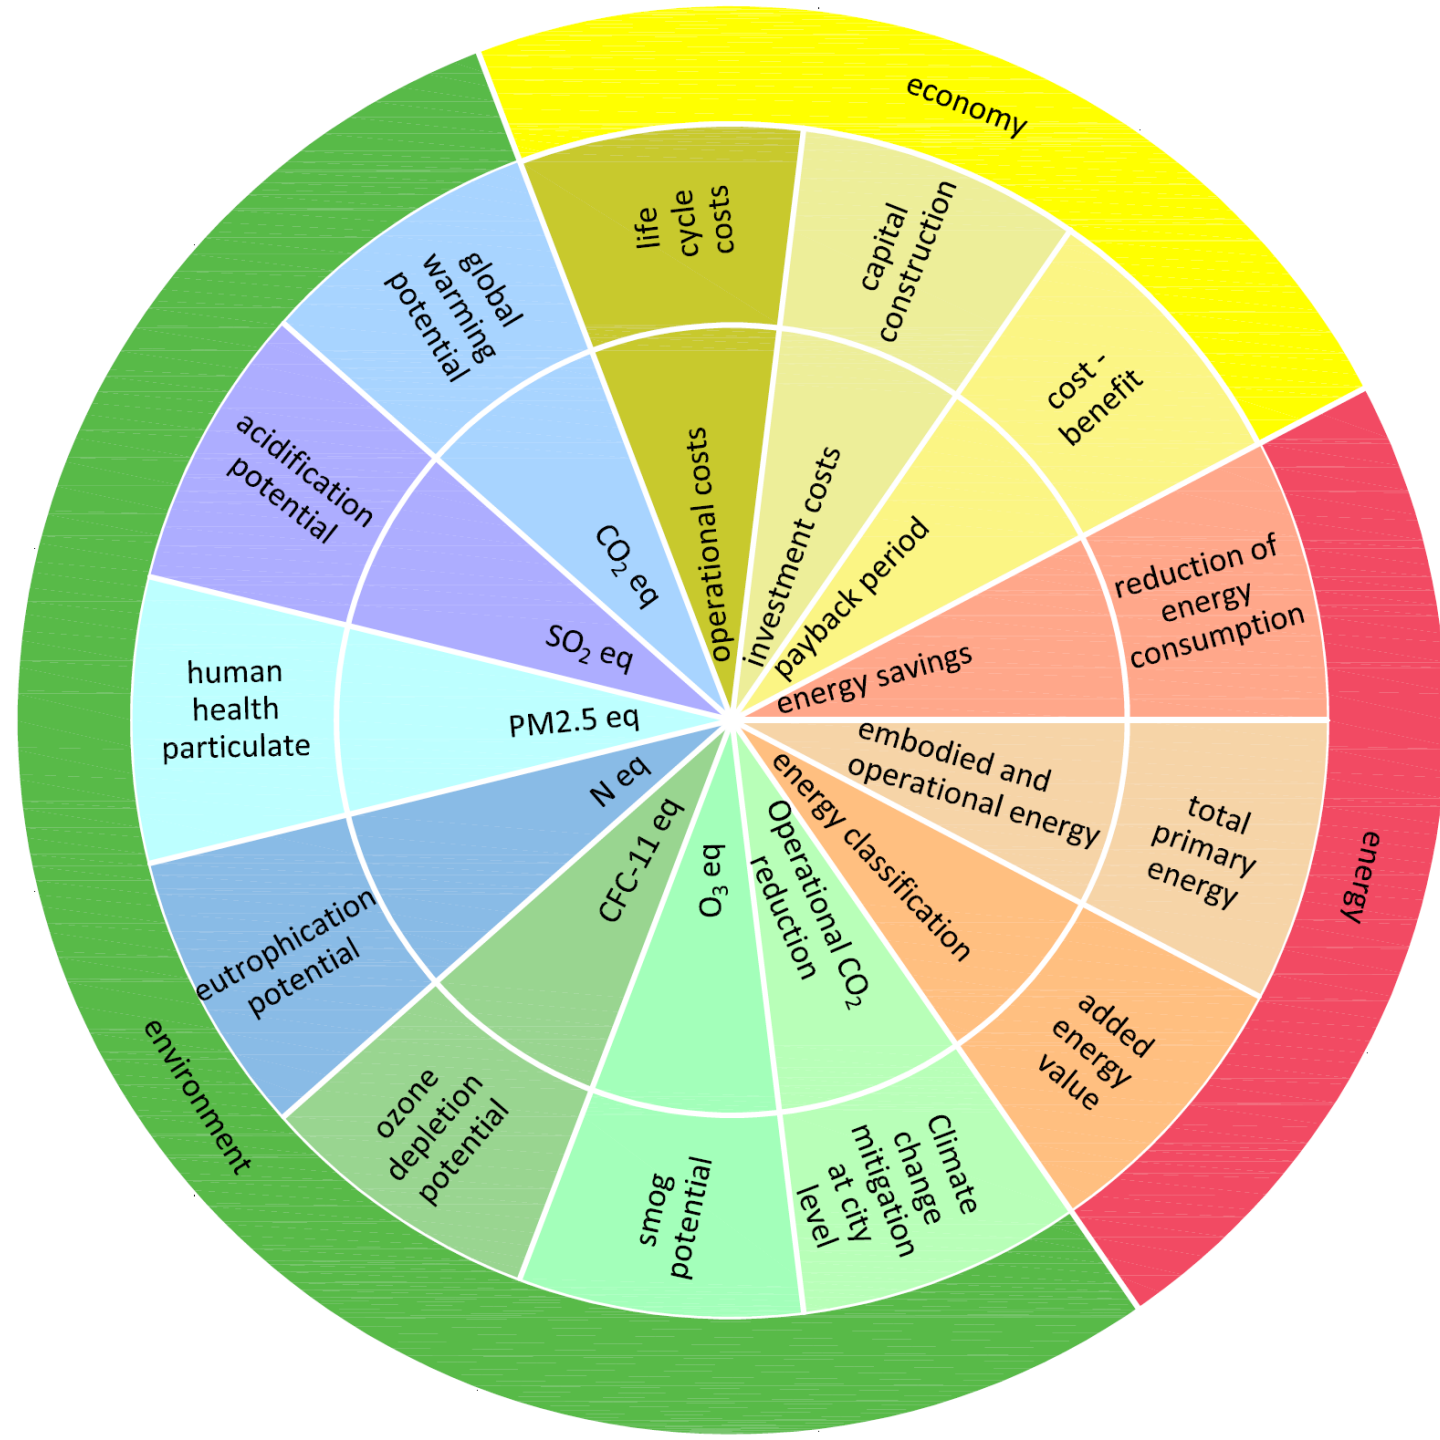 economy
life
cycle
costs
capital
construction
cost -
benefit
operational costs
investment costs
payback period
energy
reduction of
energy
consumption
energy savings
total
primary
energy
embodied and
operational energy
added
energy
value
energy classification
environment
Climate
change
mitigation
at city
level
Operational CO₂
reduction
smog
potential
O₃ eq
ozone
depletion
potential
CFC-11 eq
eutrophication
potential
N eq
human
health
particulate
PM2.5 eq
acidification
potential
SO₂ eq
global
warming
potential
CO₂ eq